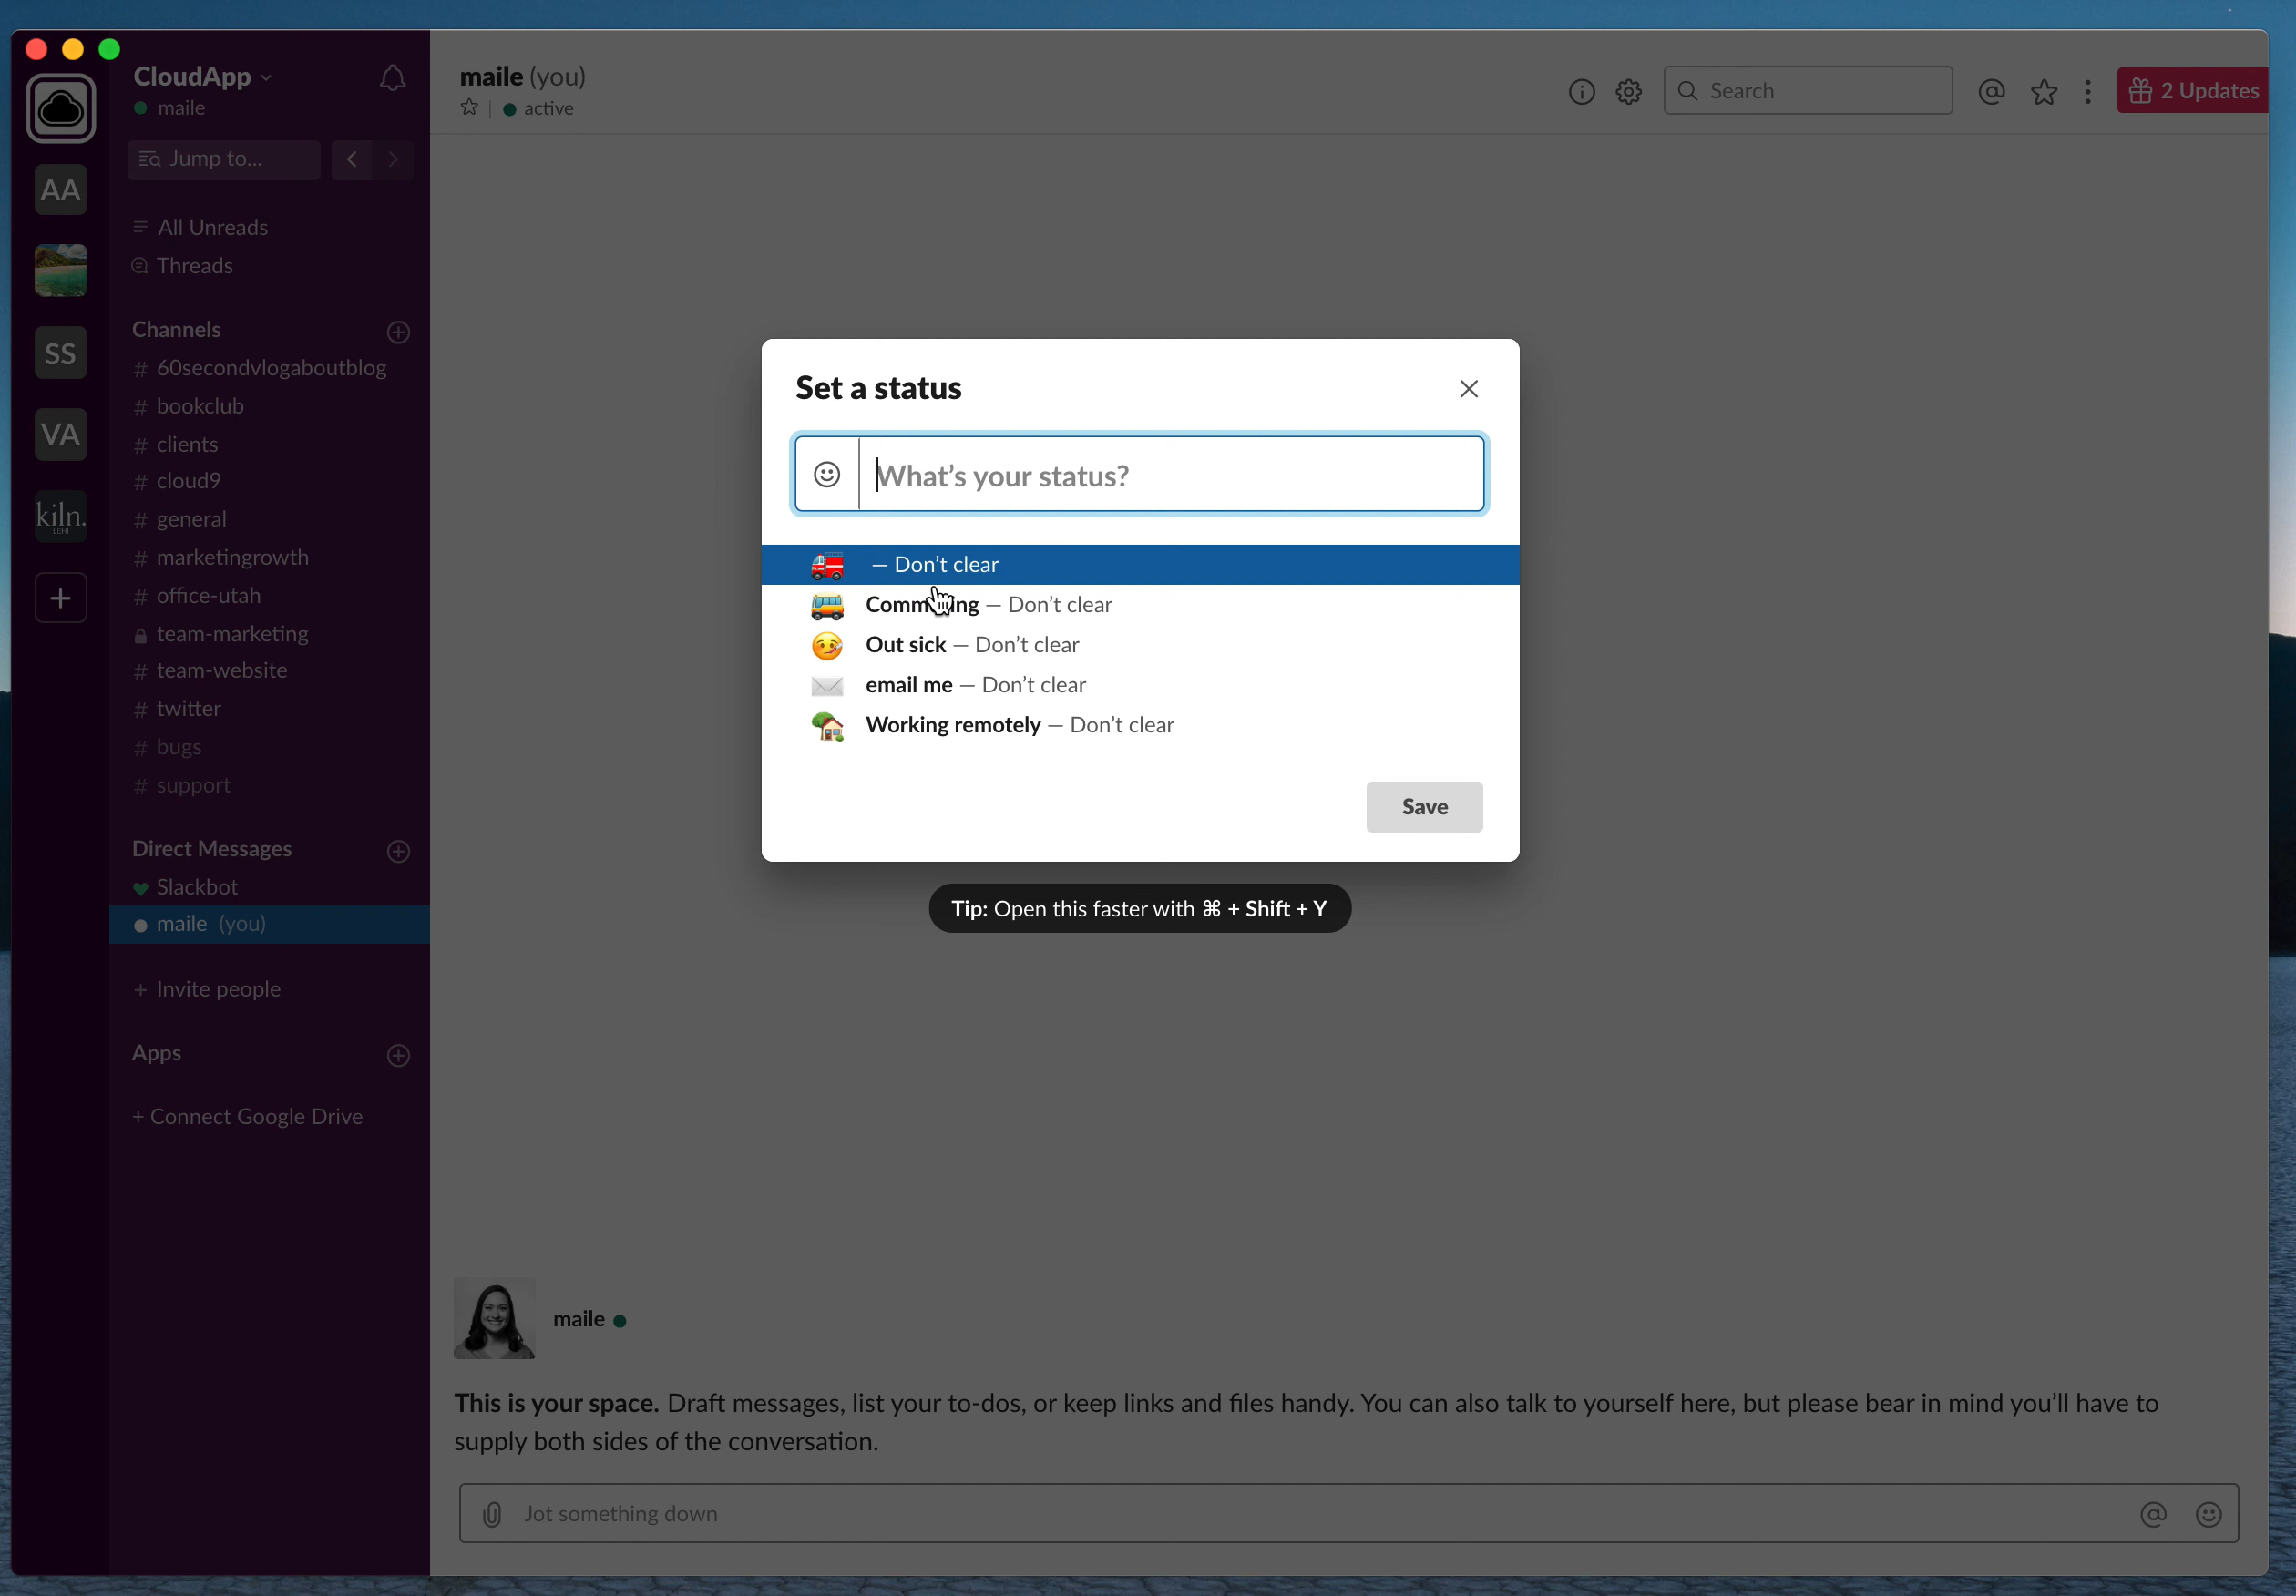 CloudApp
maile
Jump to...
All Unreads
Threads
Channels
# 60secondvlogaboutblog
# bookclub
# clients
# cloud9
# general
# marketingrowth
# office-utah
team-marketing
# team-website
# twitter
# bugs
# support
Direct Messages
Slackbot
maile (you)
+ Invite people
Apps
+ Connect Google Drive
AA
SS
VA
kiln.
LEHI
maile (you)
active
Search
2 Updates
Set a status
What’s your status?
— Don’t clear
— Don’t clear
Out sick — Don’t clear
email me — Don’t clear
Working remotely — Don’t clear
Save
Tip: Open this faster with ⌘ + Shift + Y
maile
This is your space. Draft messages, list your to-dos, or keep links and files handy. You can also talk to yourself here, but please bear in mind you’ll have to
supply both sides of the conversation.
Jot something down